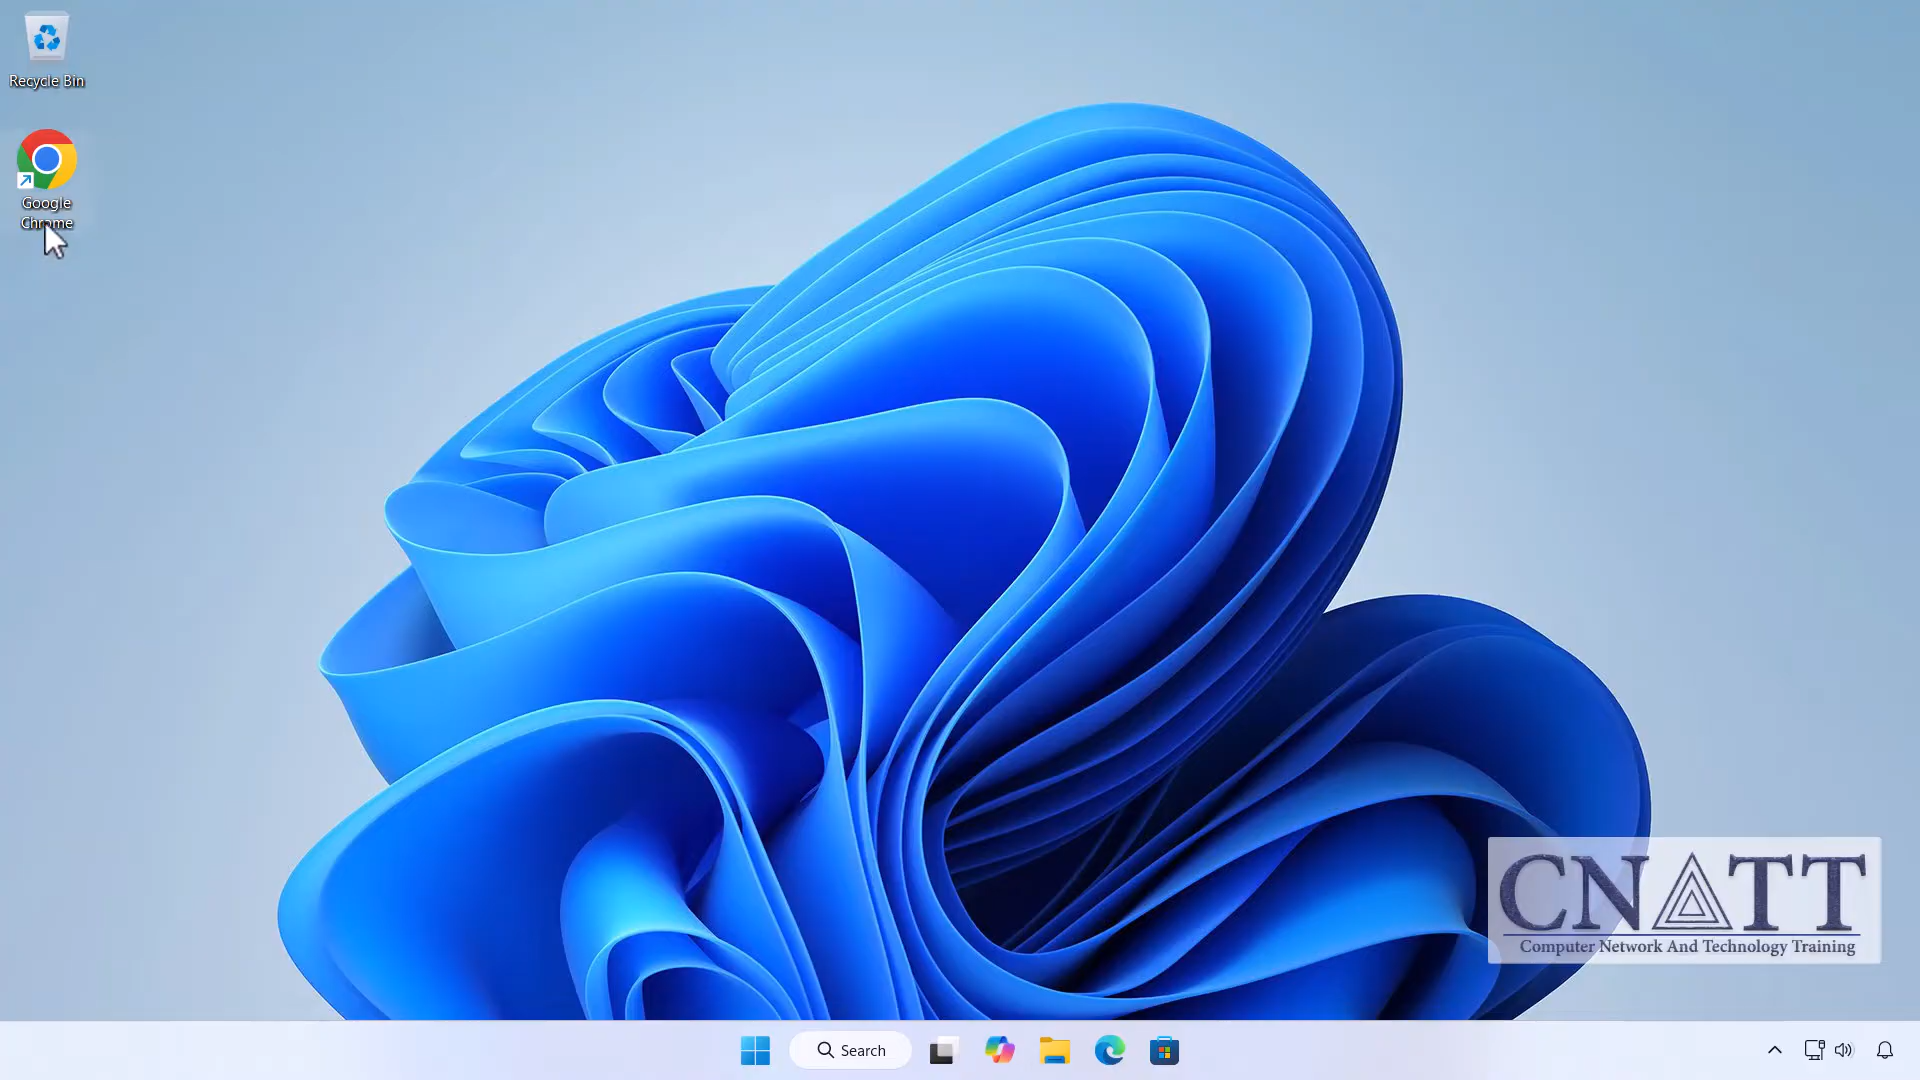 Recycle Bin
Google
Chrome
CNATT
Computer Network And Technology Training
Search